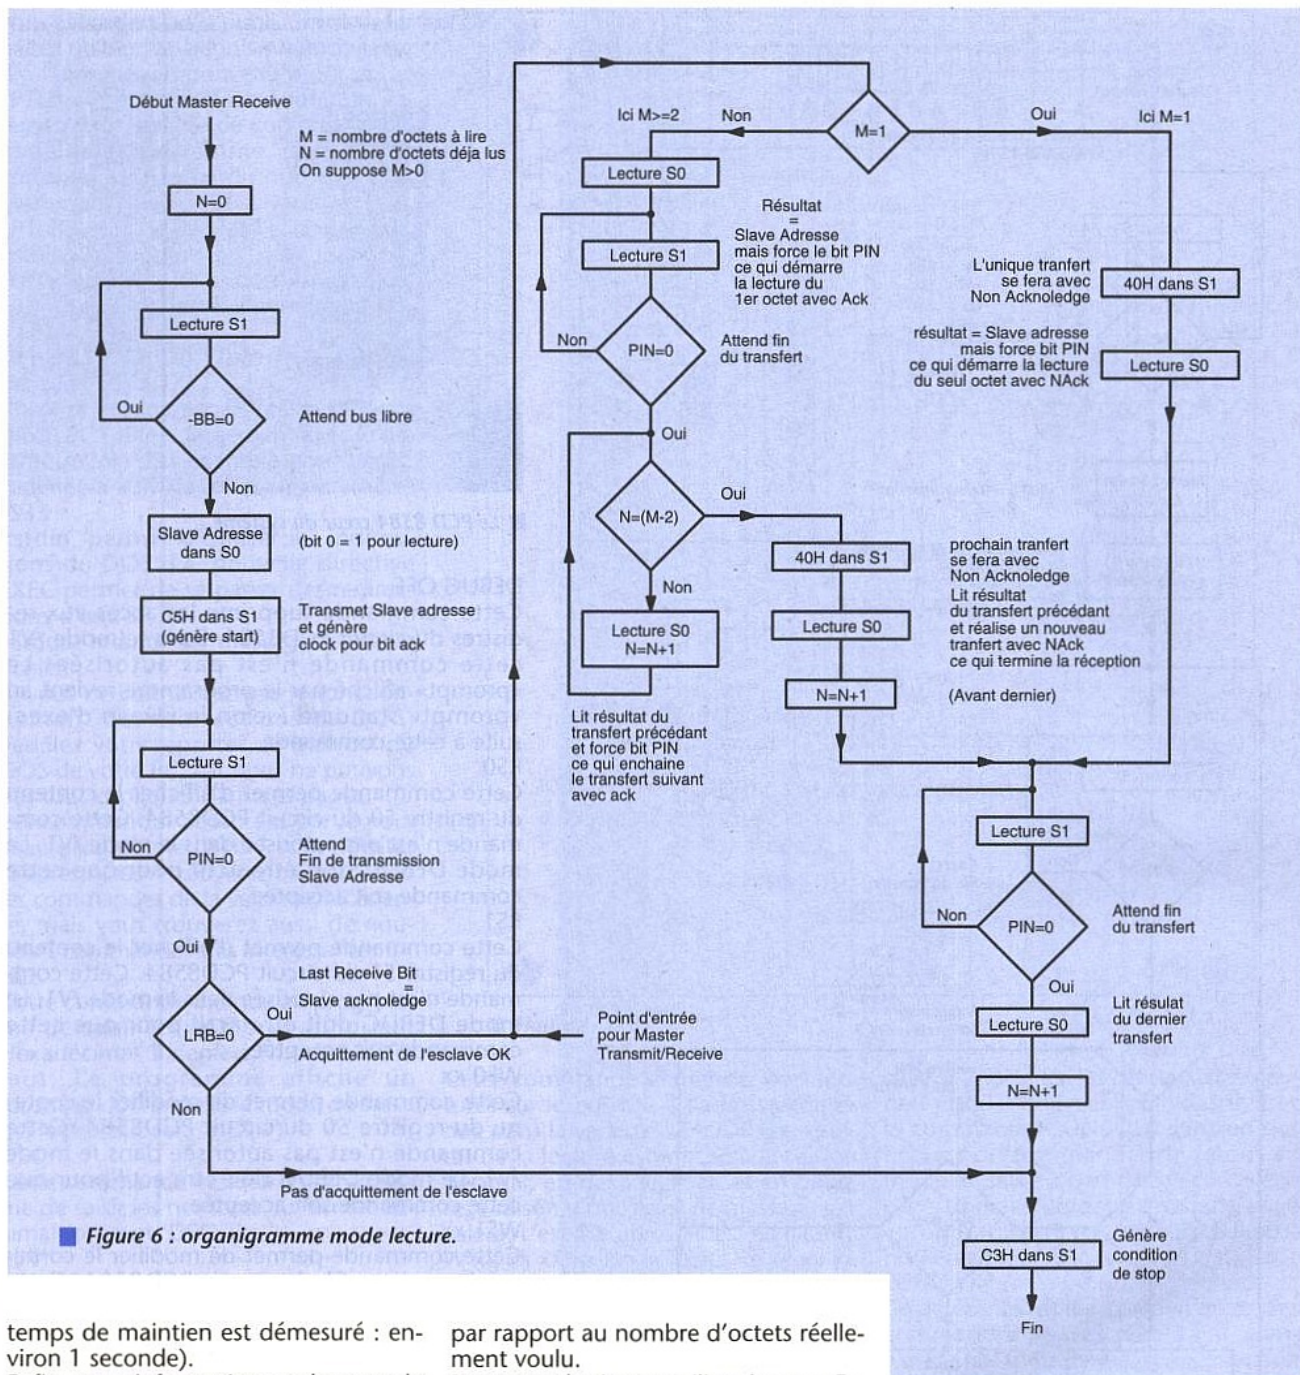 Début Master Receive
M = nombre d'octets à lire
N = nombre d'octets déja lus
On suppose M>0
N=0
Lecture S1
Oui
-BB=0
Attend bus libre
Non
Slave Adresse
dans S0
(bit 0 = 1 pour lecture)
C5H dans S1
(génère start)
Transmet Slave adresse
et génère
clock pour bit ack
Lecture S1
Non
PIN=0
Attend
Fin de transmission
Slave Adresse
Oui
Last Receive Bit
=
Slave acknoledge
LRB=0
Oui
Acquittement de l'esclave OK
Point d'entrée
pour Master
Transmit/Receive
Non
Pas d'acquittement de l'esclave
Ici M>=2
Non
M=1
Oui
Ici M=1
Lecture S0
Résultat
=
Slave Adresse
mais force le bit PIN
ce qui démarre
la lecture du
1er octet avec Ack
Lecture S1
Non
PIN=0
Attend fin
du transfert
Oui
N=(M-2)
Oui
Non
Lecture S0
N=N+1
Lit résultat du
transfert précédant
et force bit PIN
ce qui enchaine
le transfert suivant
avec ack
40H dans S1
prochain tranfert
se fera avec
Non Acknoledge
Lecture S0
Lit résultat
du transfert précédant
et réalise un nouveau
tranfert avec NAck
ce qui termine la réception
N=N+1
(Avant dernier)
L'unique tranfert
se fera avec
Non Acknoledge
40H dans S1
résultat = Slave adresse
mais force bit PIN
ce qui démarre la lecture
du seul octet avec NAck
Lecture S0
Lecture S1
Non
PIN=0
Attend fin
du transfert
Oui
Lecture S0
Lit résulat
du dernier
transfert
N=N+1
C3H dans S1
Génère
condition
de stop
Fin
Figure 6 : organigramme mode lecture.
temps de maintien est démesuré : en-
viron 1 seconde).
par rapport au nombre d'octets réelle-
ment voulu.